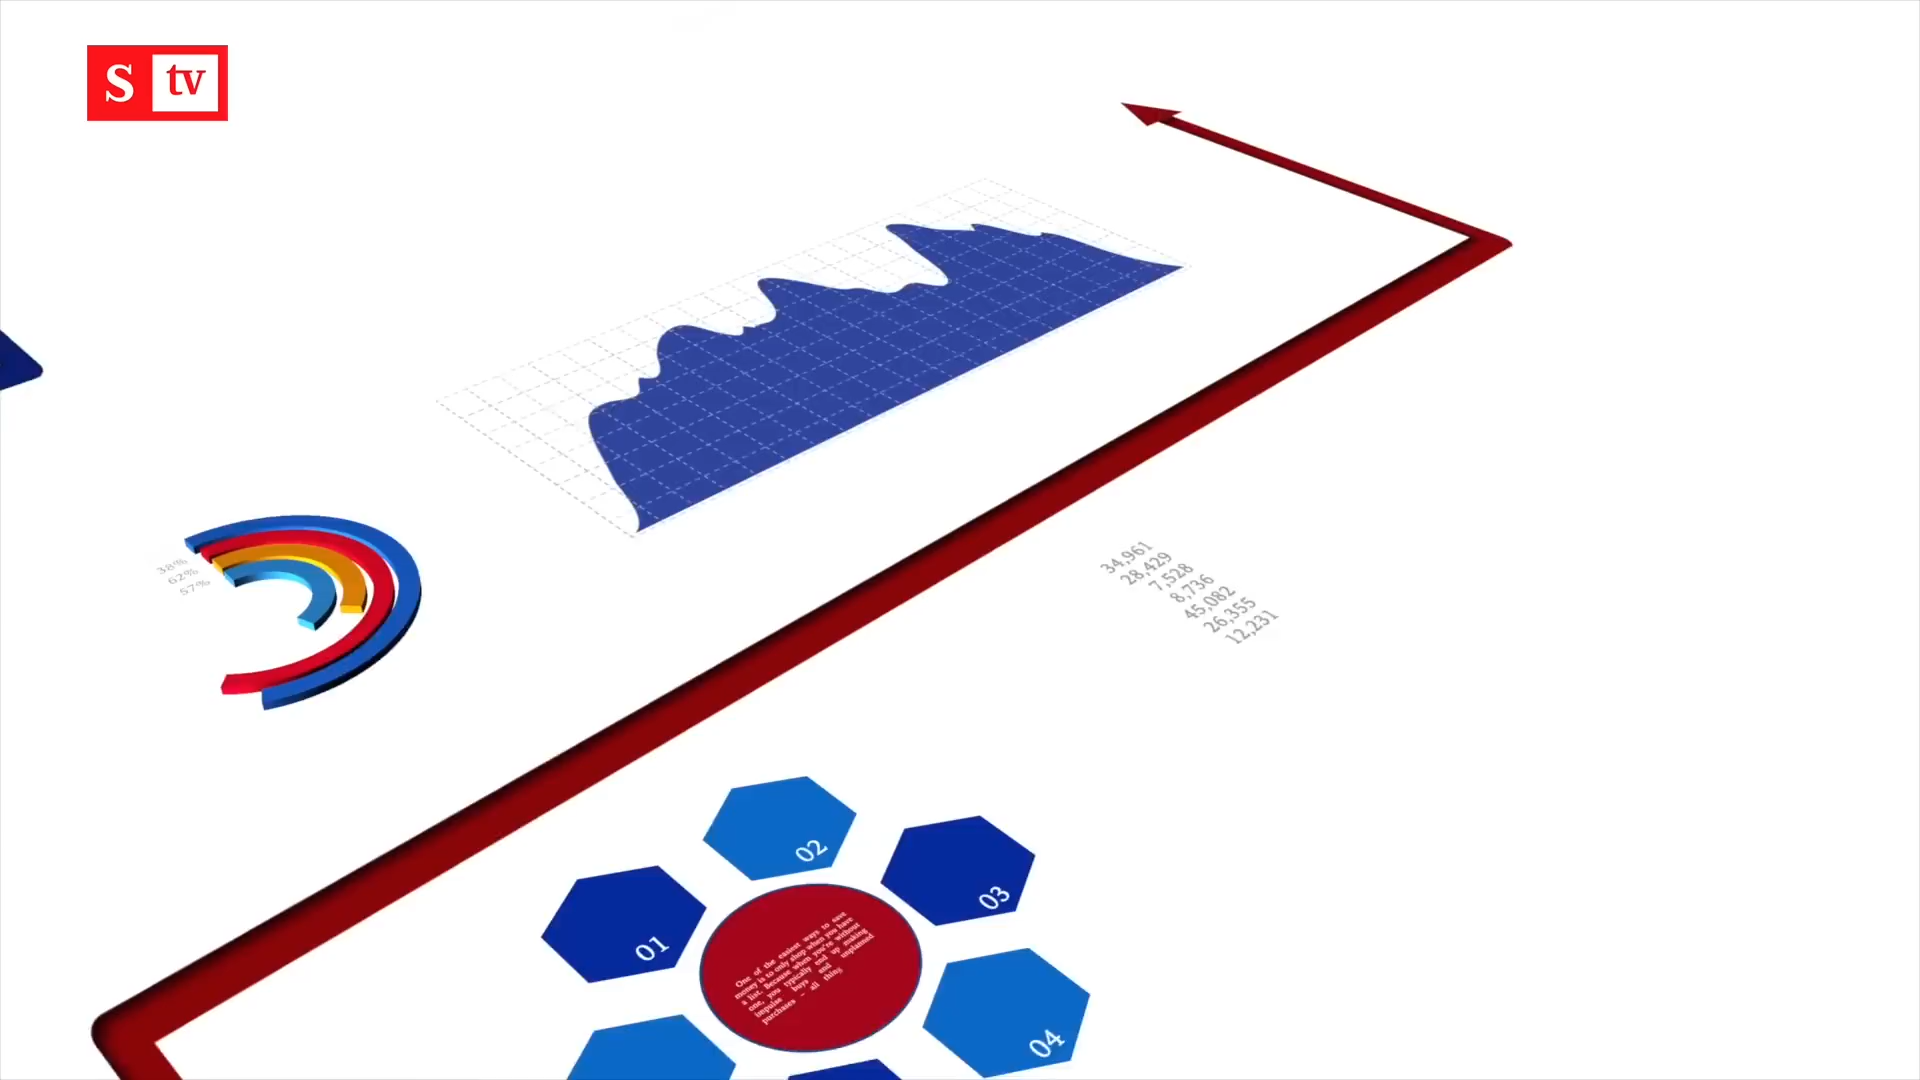 S tv
38%
62%
57%
34,961
28,429
7,528
8,736
45,082
26,355
12,231
02
03
01
One of the easiest ways to save
money is to only shop when you have
a list. Because when you're without
one, you typically end up making
impulse buys and unplanned
purchases - all thing
04